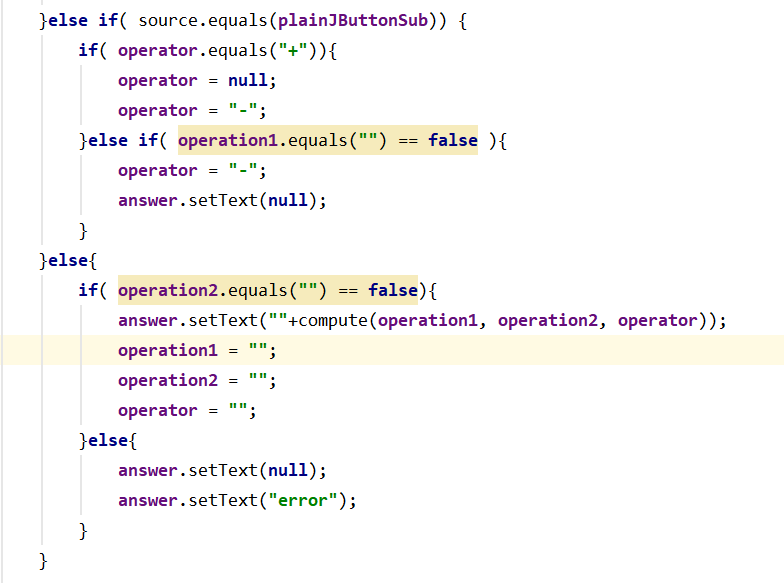 }else if( source.equals(plainJButtonSub)) {
if( operator.equals("+")){
operator = null;
operator = "-";
}else if( operation1.equals("") == false ){
operator = "-";
answer.setText(null);
}
}else{
if( operation2.equals("") == false){
answer.setText(""+compute(operation1, operation2, operator));
operation1 = "";
operation2 = "";
operator = "";
}else{
answer.setText(null);
answer.setText("error");
}
}